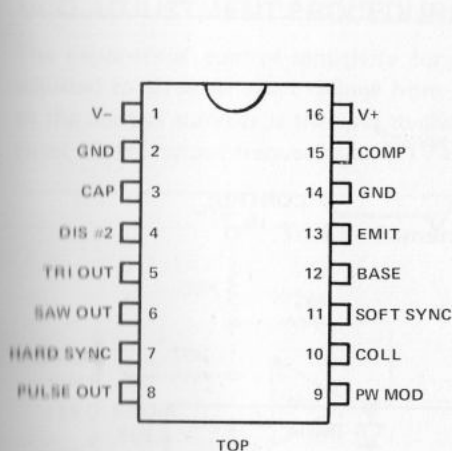 V- 1 16 V+
GND 2 15 COMP
CAP 3 14 GND
DIS #2 4 13 EMIT
TRI OUT 5 12 BASE
SAW OUT 6 11 SOFT SYNC
HARD SYNC 7 10 COLL
PULSE OUT 8 9 PW MOD
TOP